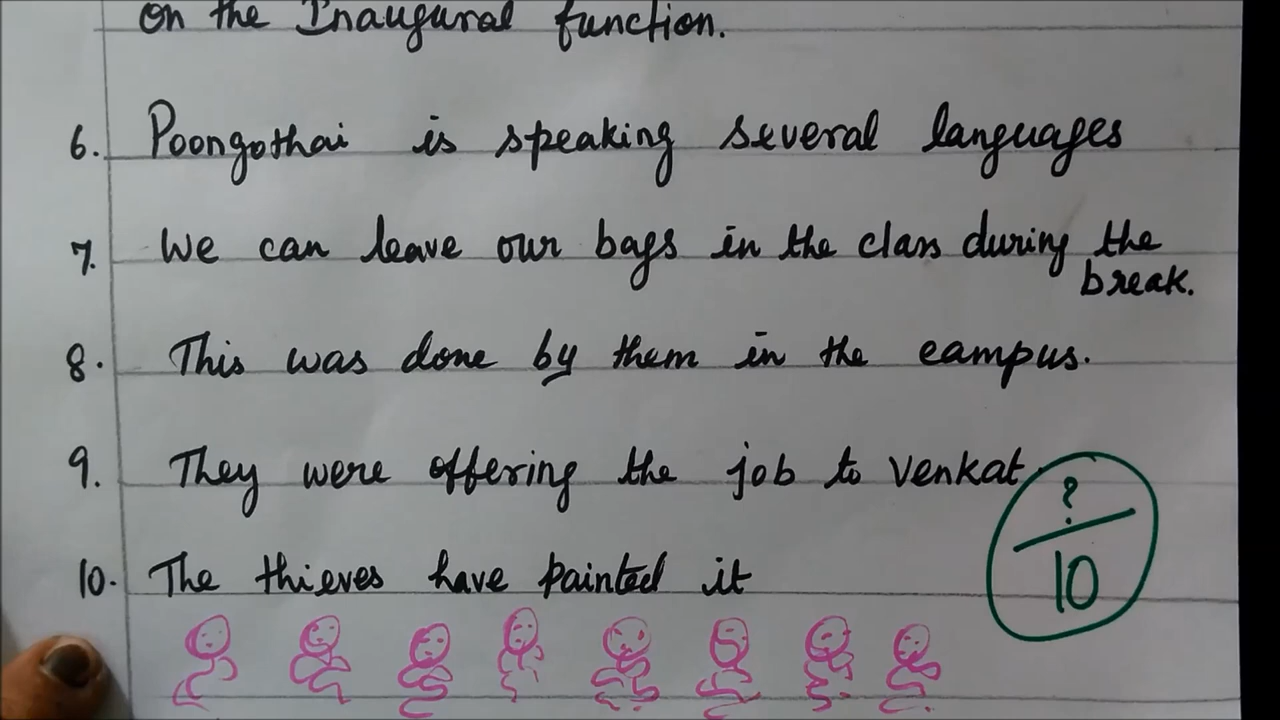 on the Inaugural function.
6. Poongothai is speaking several languages
7. We can leave our bags in the class during the
break.
8. This was done by them in the campus.
9. They were offering the job to Venkat
?
10
10. The thieves have painted it